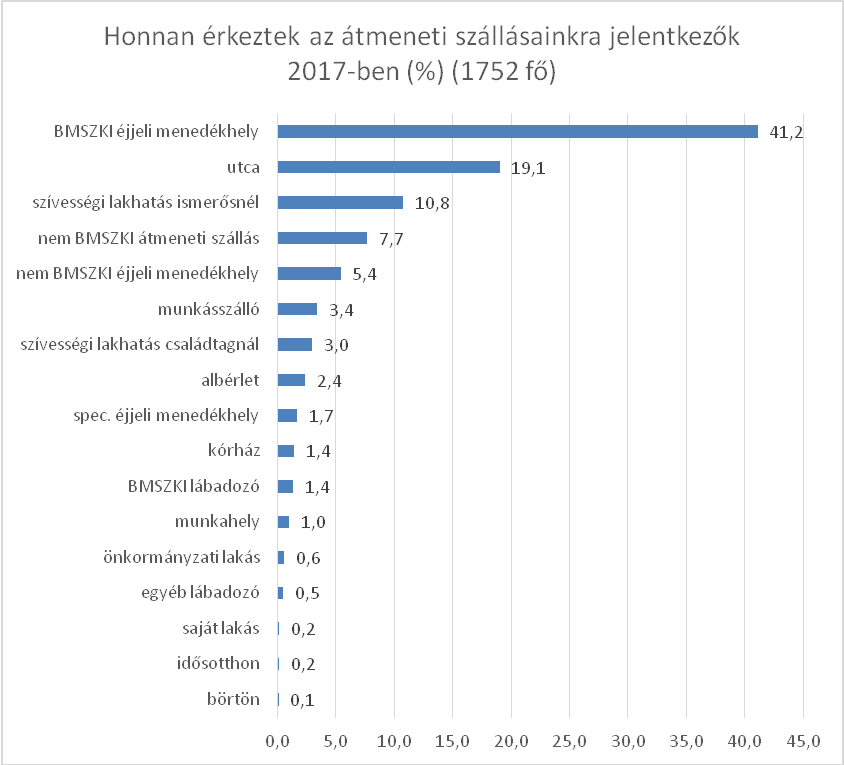 Honnan érkeztek az átmeneti szállásainkra jelentkezők
2017-ben (%) (1752 fő)
BMSZKI éjjeli menedékhely 41,2
utca 19,1
szívességi lakhatás ismerősnél 10,8
nem BMSZKI átmeneti szállás 7,7
nem BMSZKI éjjeli menedékhely 5,4
munkásszálló 3,4
szívességi lakhatás családtagnál 3,0
albérlet 2,4
spec. éjjeli menedékhely 1,7
kórház 1,4
BMSZKI lábadozó 1,4
munkahely 1,0
önkormányzati lakás 0,6
egyéb lábadozó 0,5
saját lakás 0,2
idősotthon 0,2
börtön 0,1
0,0 5,0 10,0 15,0 20,0 25,0 30,0 35,0 40,0 45,0